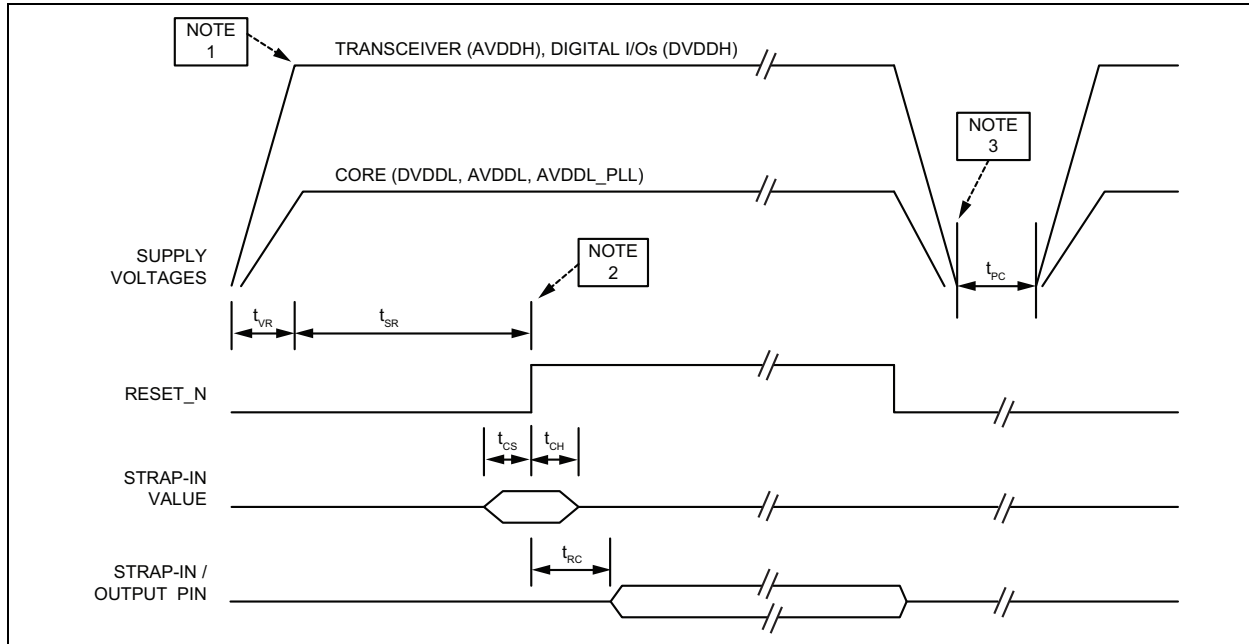 NOTE
1
TRANSCEIVER (AVDDH), DIGITAL I/Os (DVDDH)
NOTE
3
CORE (DVDDL, AVDDL, AVDDL_PLL)
SUPPLY
VOLTAGES
NOTE
2
tPC
tVR
tSR
RESET_N
tCS
tCH
STRAP-IN
VALUE
tRC
STRAP-IN /
OUTPUT PIN